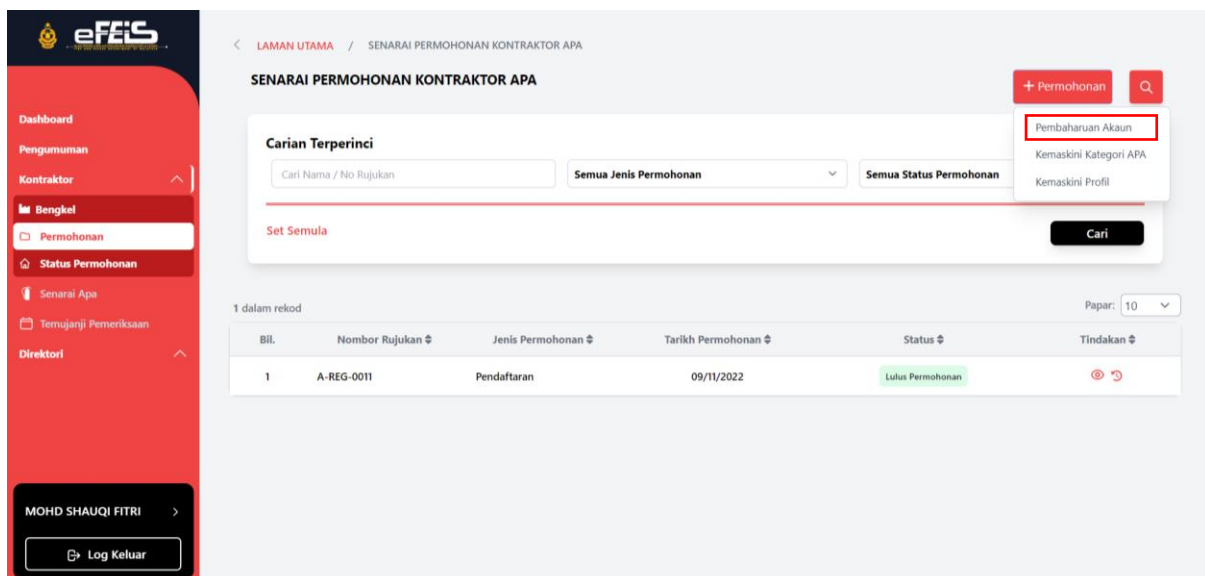 eFEiS
Dashboard
Pengumuman
Kontraktor
Bengkel
Permohonan
Status Permohonan
Senarai Apa
Temujanji Pemeriksaan
Direktori
MOHD SHAUQI FITRI
Log Keluar
LAMAN UTAMA / SENARAI PERMOHONAN KONTRAKTOR APA
SENARAI PERMOHONAN KONTRAKTOR APA
+ Permohonan
Pembaharuan Akaun
Kemaskini Kategori APA
Kemaskini Profil
Carian Terperinci
Cari Nama / No Rujukan Semua Jenis Permohonan Semua Status Permohonan
Set Semula Cari
1 dalam rekod Papar: 10
Bil. Nombor Rujukan Jenis Permohonan Tarikh Permohonan Status Tindakan
1 A-REG-0011 Pendaftaran 09/11/2022 Lulus Permohonan